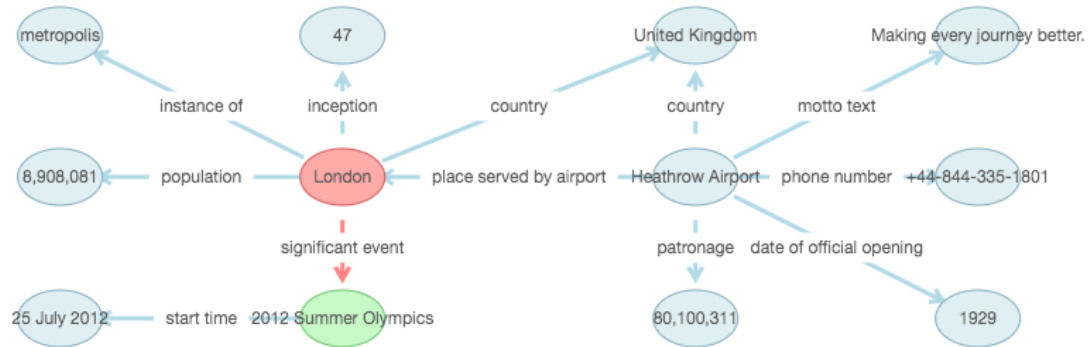 metropolis
47
United Kingdom
Making every journey better.
instance of
inception
country
country
motto text
8,908,081
population
London
place served by airport
Heathrow Airport
phone number
+44-844-335-1801
significant event
patronage
date of official opening
25 July 2012
start time
2012 Summer Olympics
80,100,311
1929